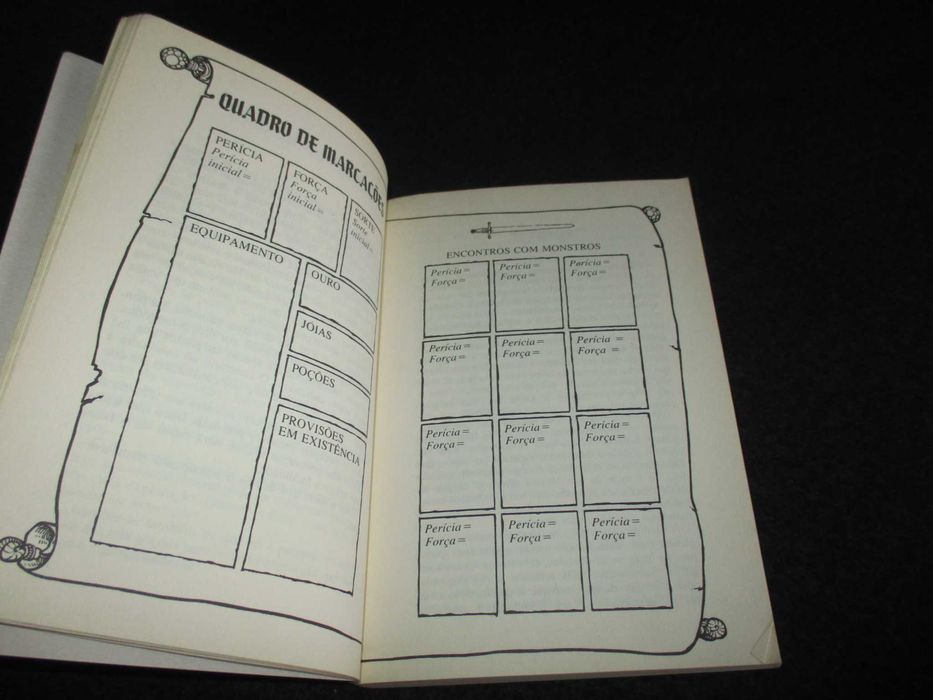 QUADRO DE MARCAÇÕES
PERÍCIA
Perícia
inicial=
FORÇA
Força
inicial=
SORTE
Sorte
inicial=
EQUIPAMENTO
OURO
JÓIAS
POÇÕES
PROVISÕES
EM EXISTÊNCIA
ENCONTROS COM MONSTROS
Perícia=
Força=
Perícia=
Força=
Perícia=
Força=
Perícia=
Força=
Perícia=
Força=
Perícia =
Força =
Perícia=
Força=
Perícia=
Força=
Perícia=
Força=
Perícia=
Força=
Perícia=
Força=
Perícia=
Força=